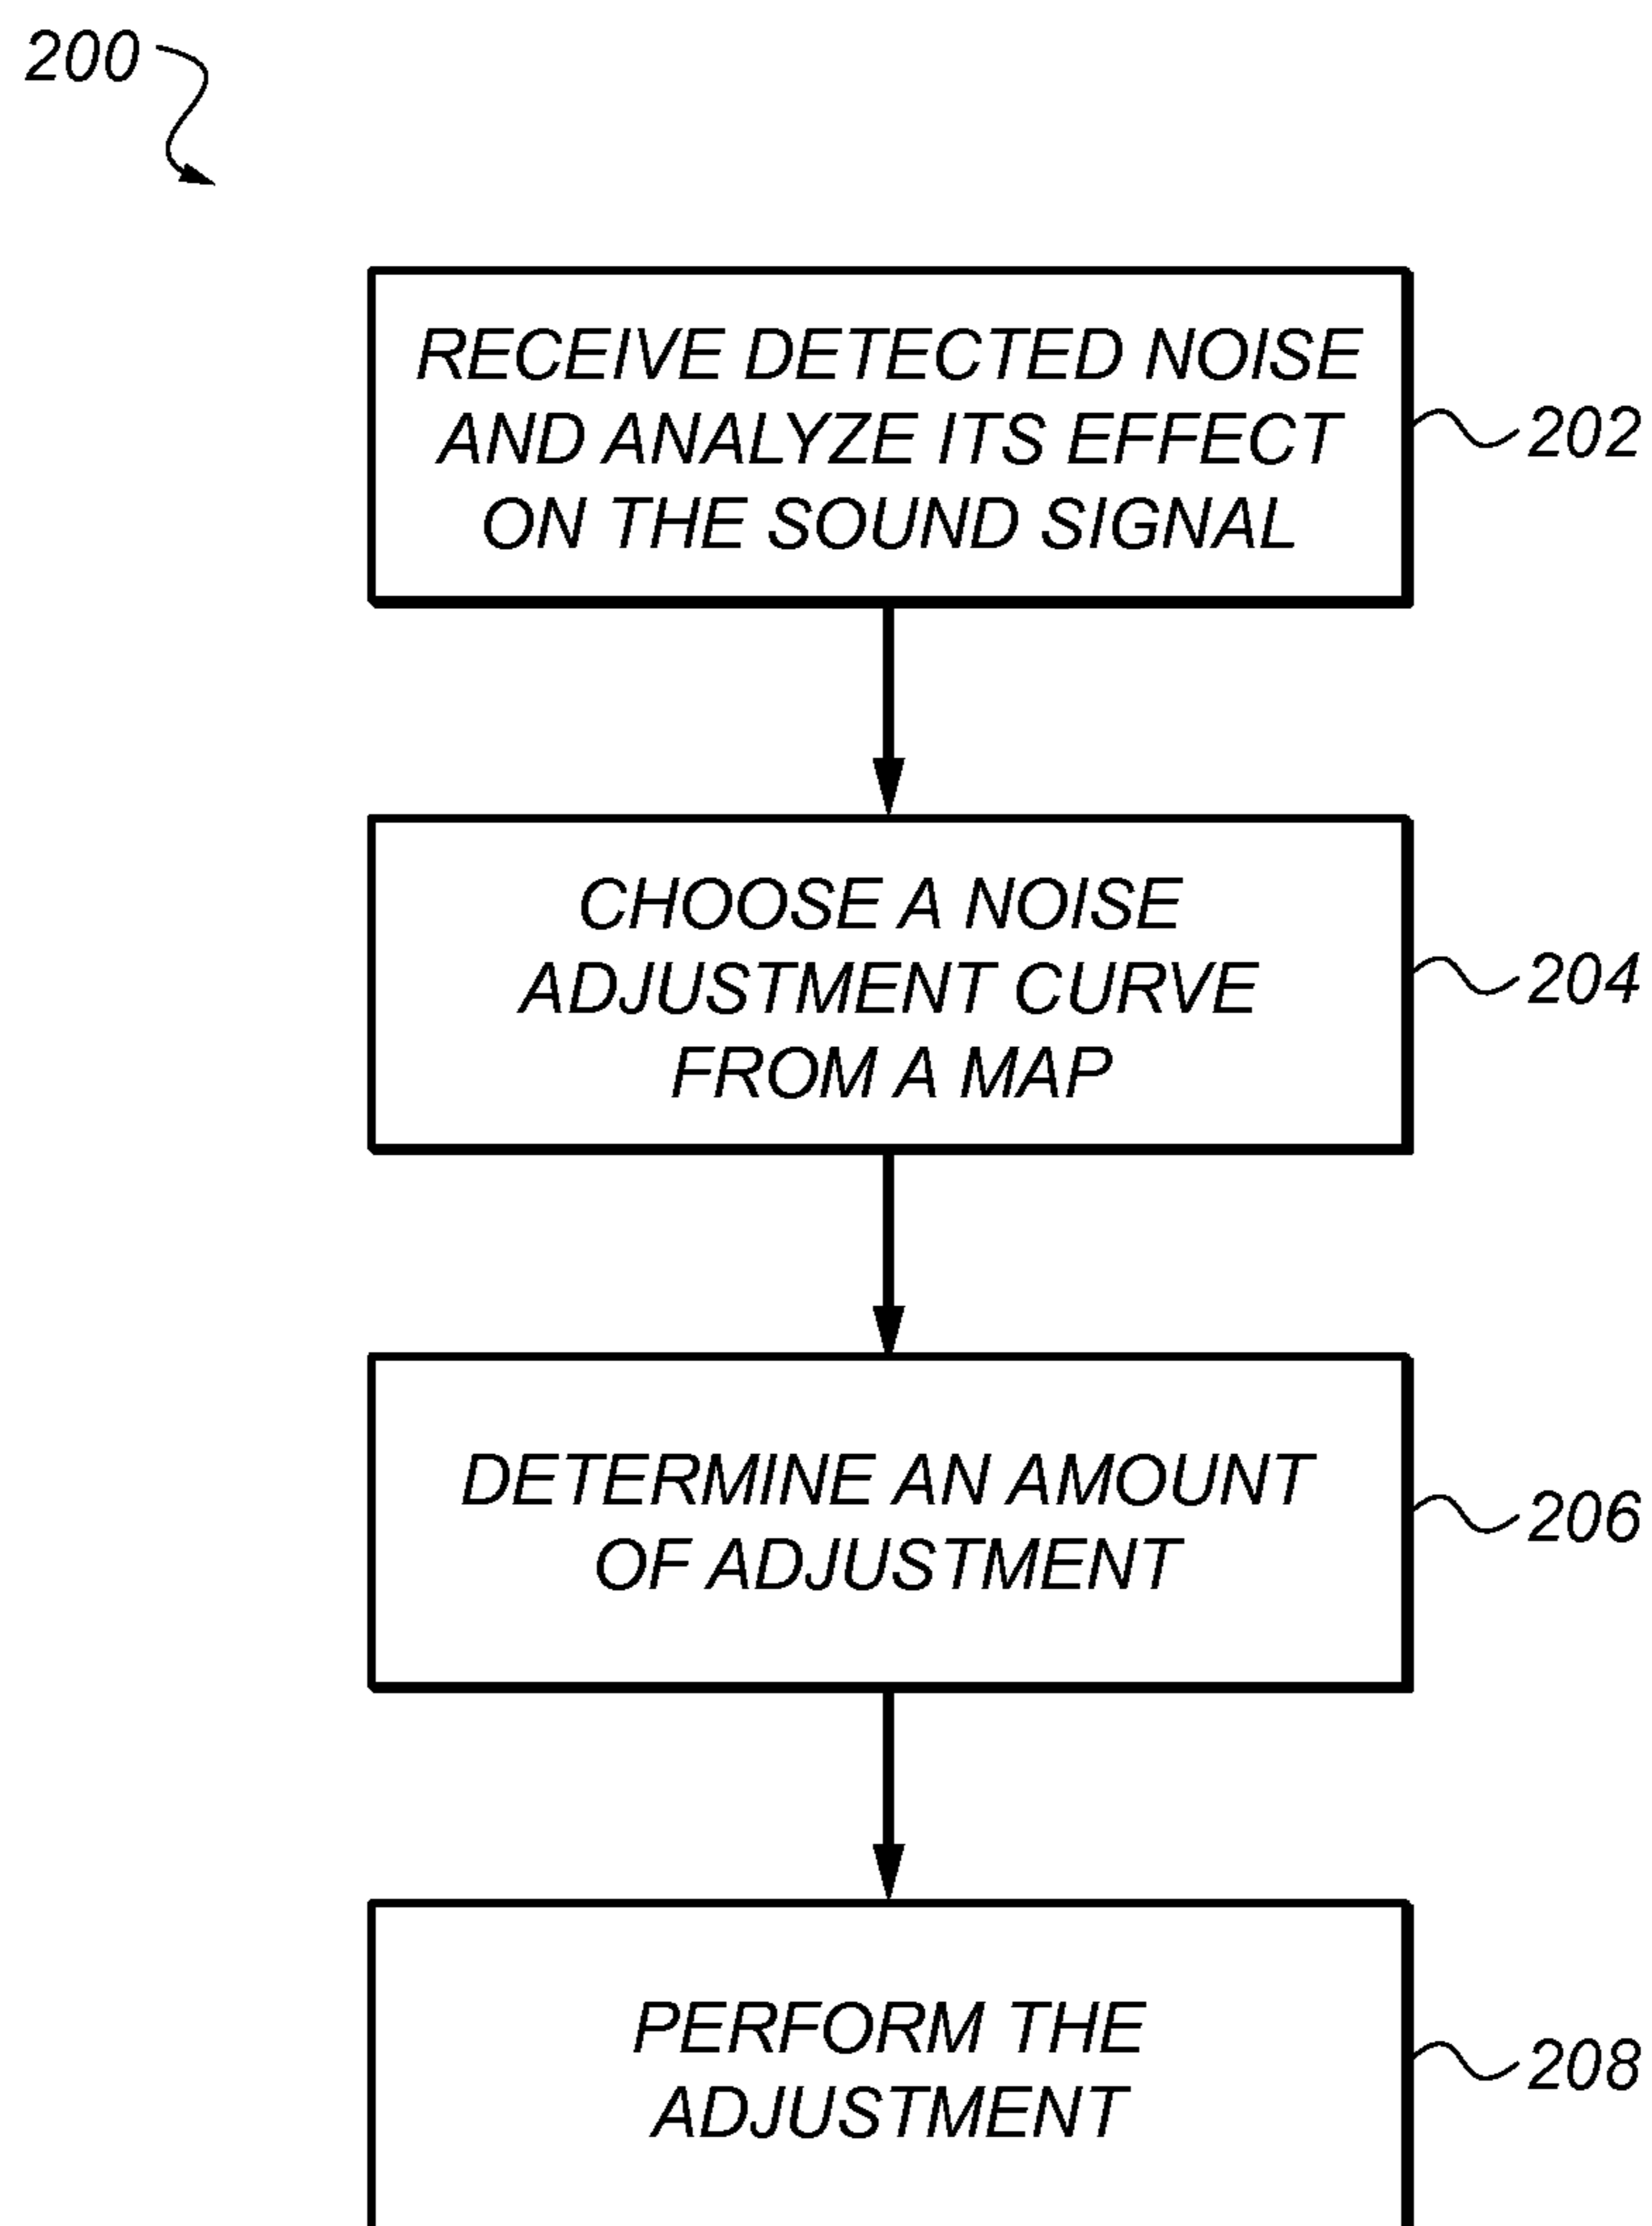 200
RECEIVE DETECTED NOISE
AND ANALYZE ITS EFFECT
ON THE SOUND SIGNAL
202
CHOOSE A NOISE
ADJUSTMENT CURVE
FROM A MAP
204
DETERMINE AN AMOUNT
OF ADJUSTMENT
206
PERFORM THE
ADJUSTMENT
208